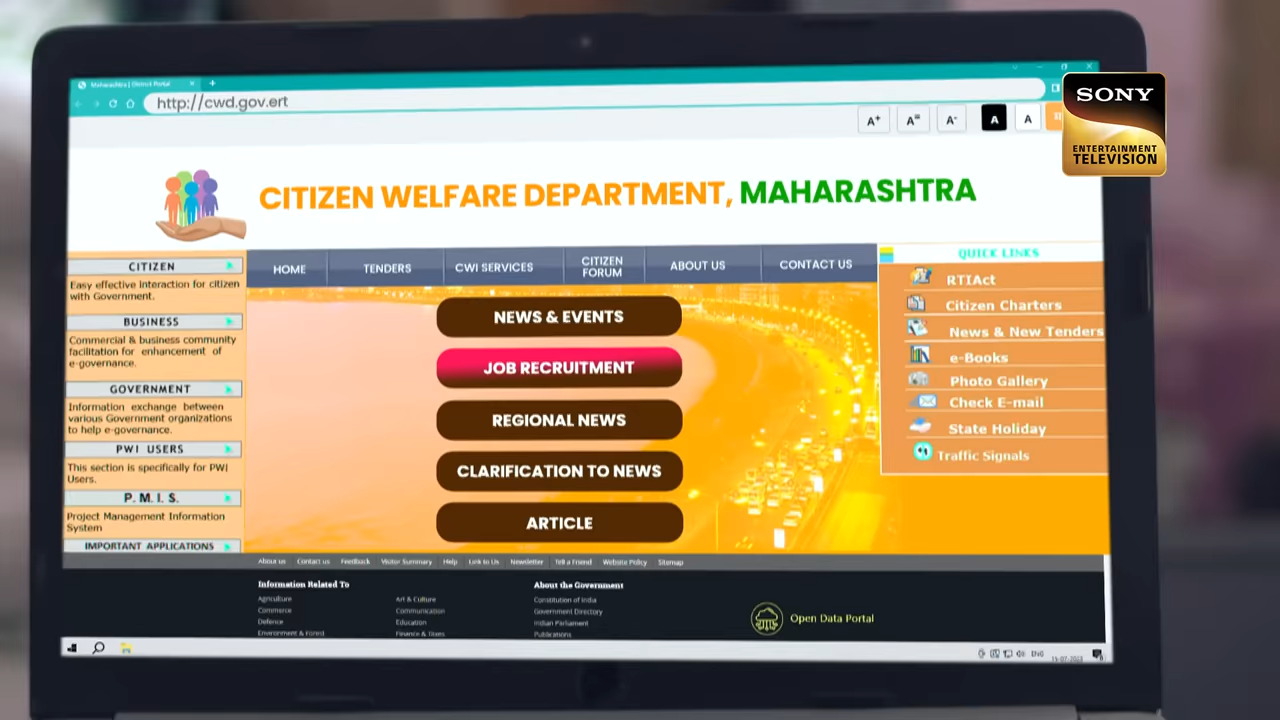 SONY
ENTERTAINMENT
TELEVISION
Maharashtra | District Portal
http://cwd.gov.ert
A+ A= A- A A
CITIZEN WELFARE DEPARTMENT, MAHARASHTRA
HOME TENDERS CWI SERVICES CITIZEN FORUM ABOUT US CONTACT US
CITIZEN
Easy effective interaction for citizen
with Government.
BUSINESS
Commercial & business community
facilitation for enhancement of
e-governance.
GOVERNMENT
Information exchange between
various Government organizations
to help e-governance.
PWI USERS
This section is specifically for PWI
Users.
P. M. I. S.
Project Management Information
System
IMPORTANT APPLICATIONS
NEWS & EVENTS
JOB RECRUITMENT
REGIONAL NEWS
CLARIFICATION TO NEWS
ARTICLE
QUICK LINKS
RTIAct
Citizen Charters
News & New Tenders
e-Books
Photo Gallery
Check E-mail
State Holiday
Traffic Signals
About us Contact us Feedback Visitor Summary Help Link to Us Newsletter Tell a Friend Website Policy Sitemap
Information Related To
Agriculture
Commerce
Defence
Environment & Forest
Art & Culture
Communication
Education
Finance & Taxes
About the Government
Constitution of India
Government Directory
Indian Parliament
Publications
Open Data Portal
ENG
15-07-2023